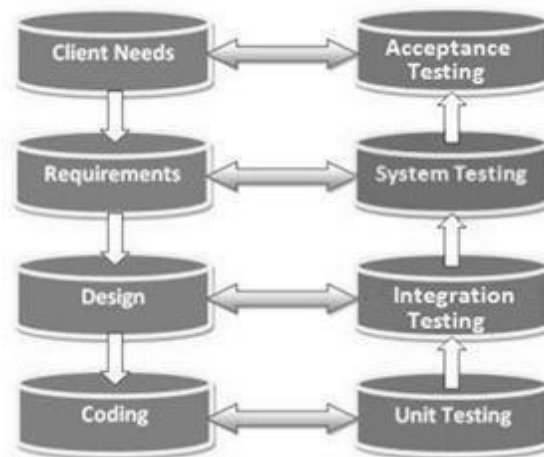 Client Needs
Acceptance
Testing
Requirements
System Testing
Design
Integration
Testing
Coding
Unit Testing